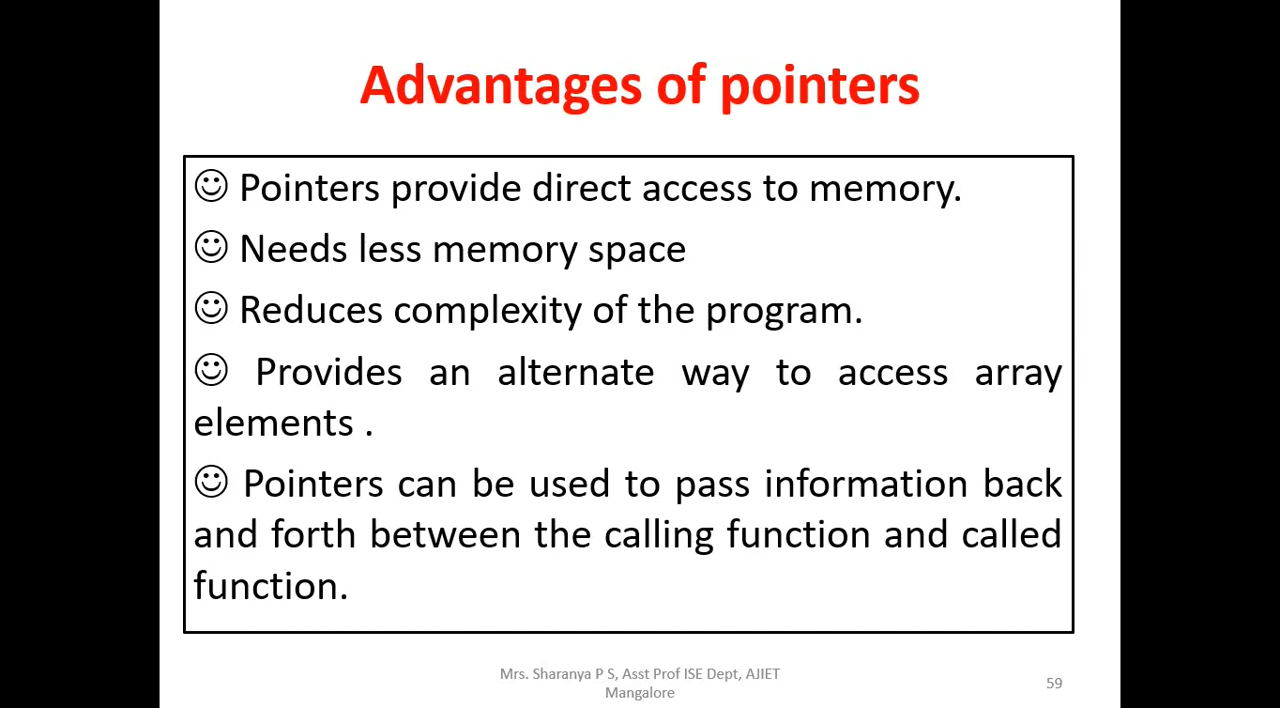 Advantages of pointers
☺ Pointers provide direct access to memory.
☺ Needs less memory space
☺ Reduces complexity of the program.
☺ Provides an alternate way to access array
elements .
☺ Pointers can be used to pass information back
and forth between the calling function and called
function.
Mrs. Sharanya P S, Asst Prof ISE Dept, AJIET
Mangalore
59